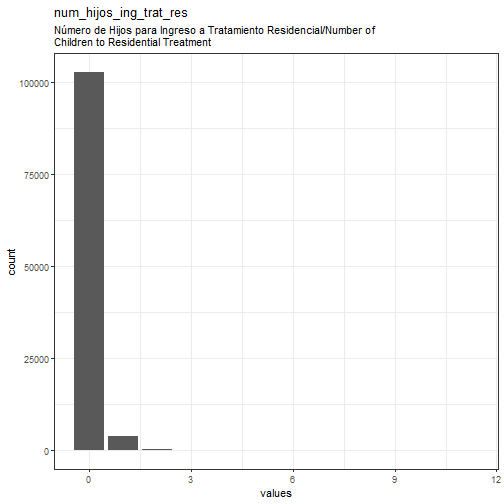 num_hijos_ing_trat_res
Número de Hijos para Ingreso a Tratamiento Residencial/Number of
Children to Residential Treatment
100000
75000
50000
25000
0
count
0 3 6 9 12
values